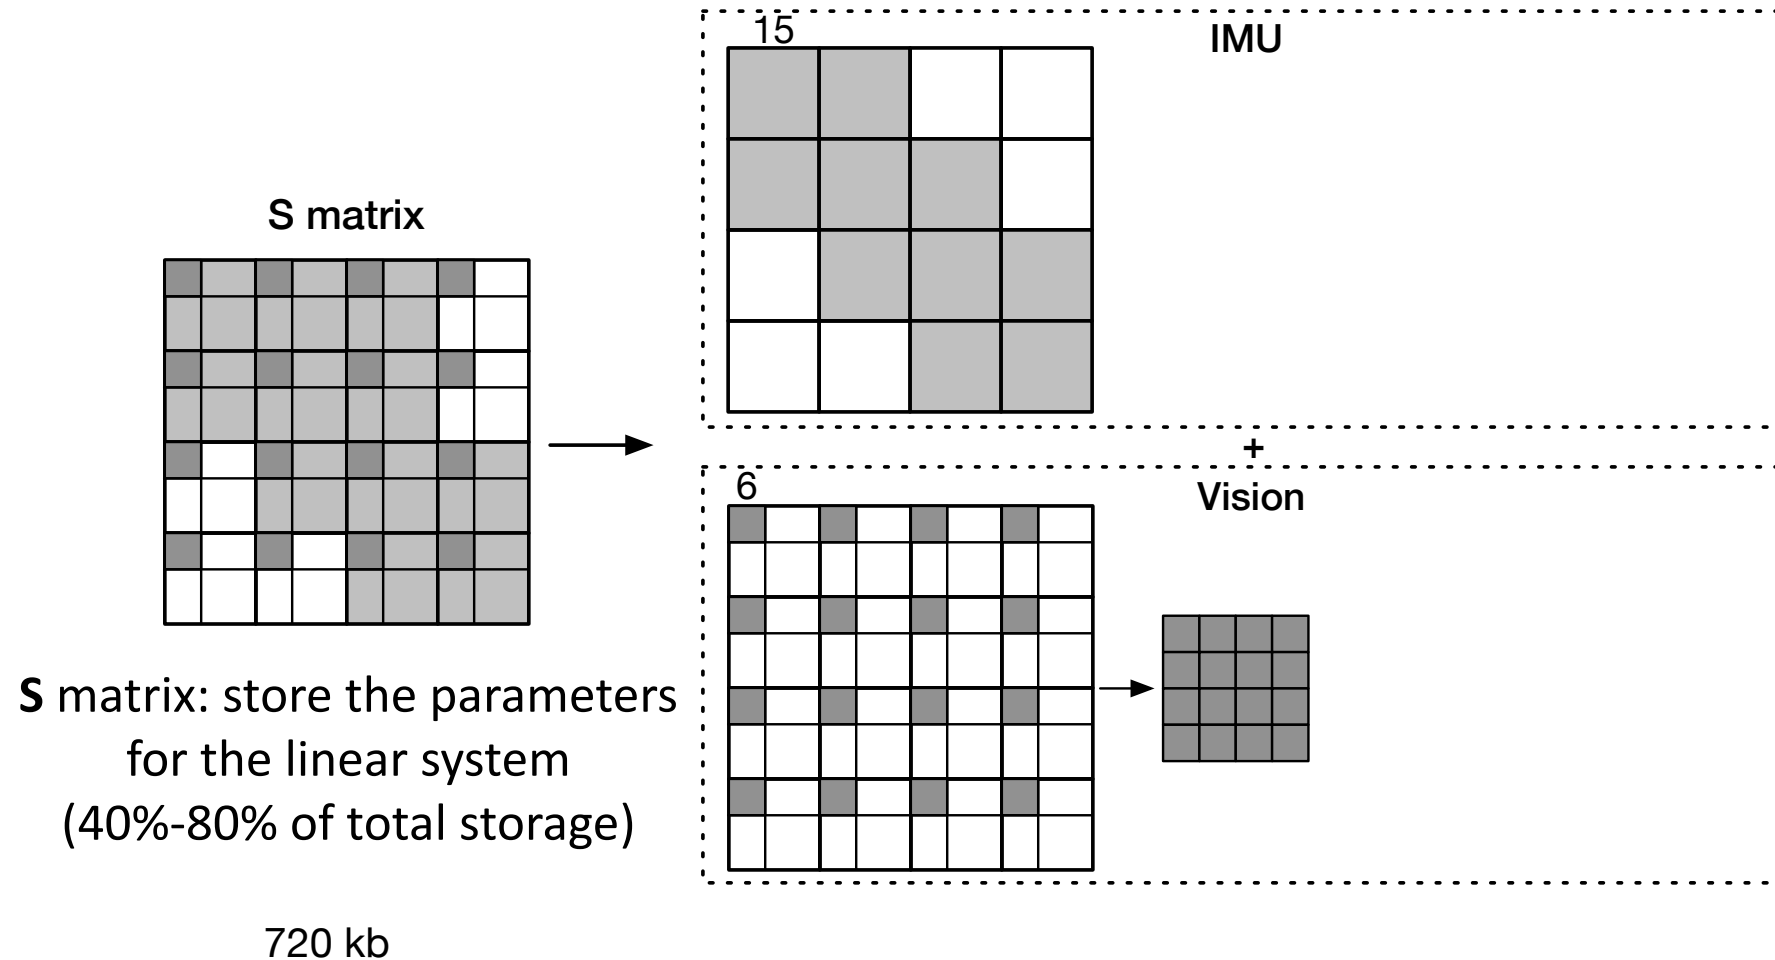 15
IMU
S matrix
+
6
Vision
S matrix: store the parameters
for the linear system
(40%-80% of total storage)
720 kb